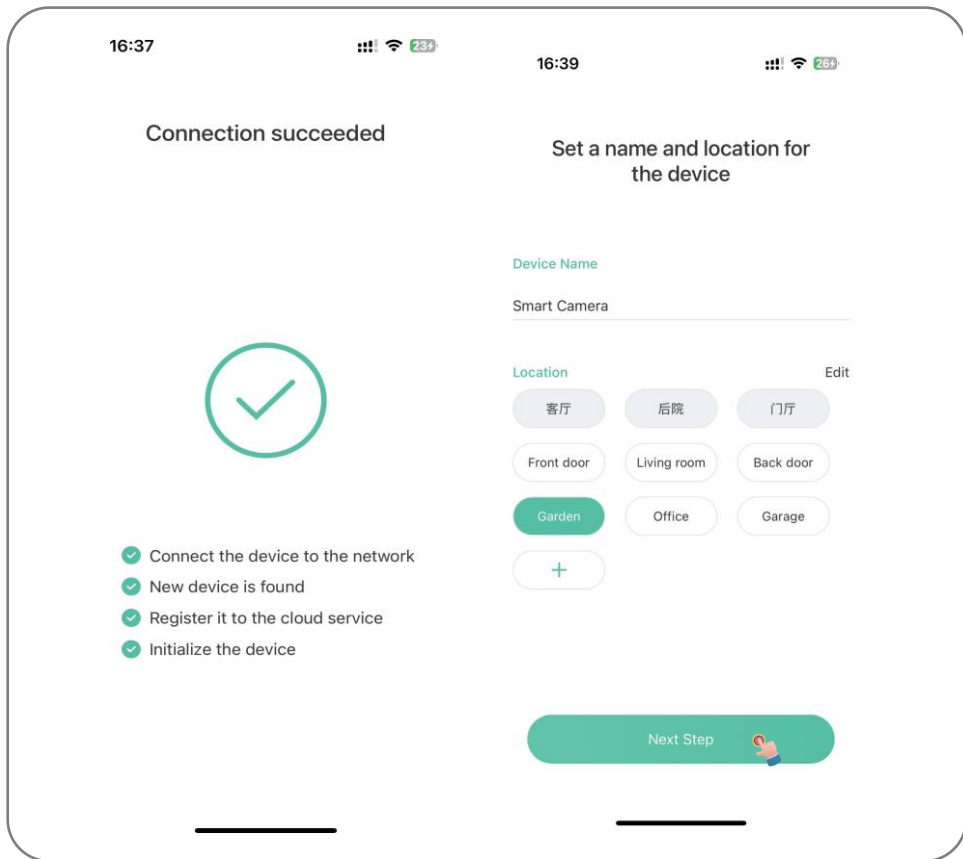 16:37
23
Connection succeeded
Connect the device to the network
New device is found
Register it to the cloud service
Initialize the device
16:39
26
Set a name and location for
the device
Device Name
Smart Camera
Location Edit
客厅 后院 门厅
Front door Living room Back door
Garden Office Garage
+
Next Step